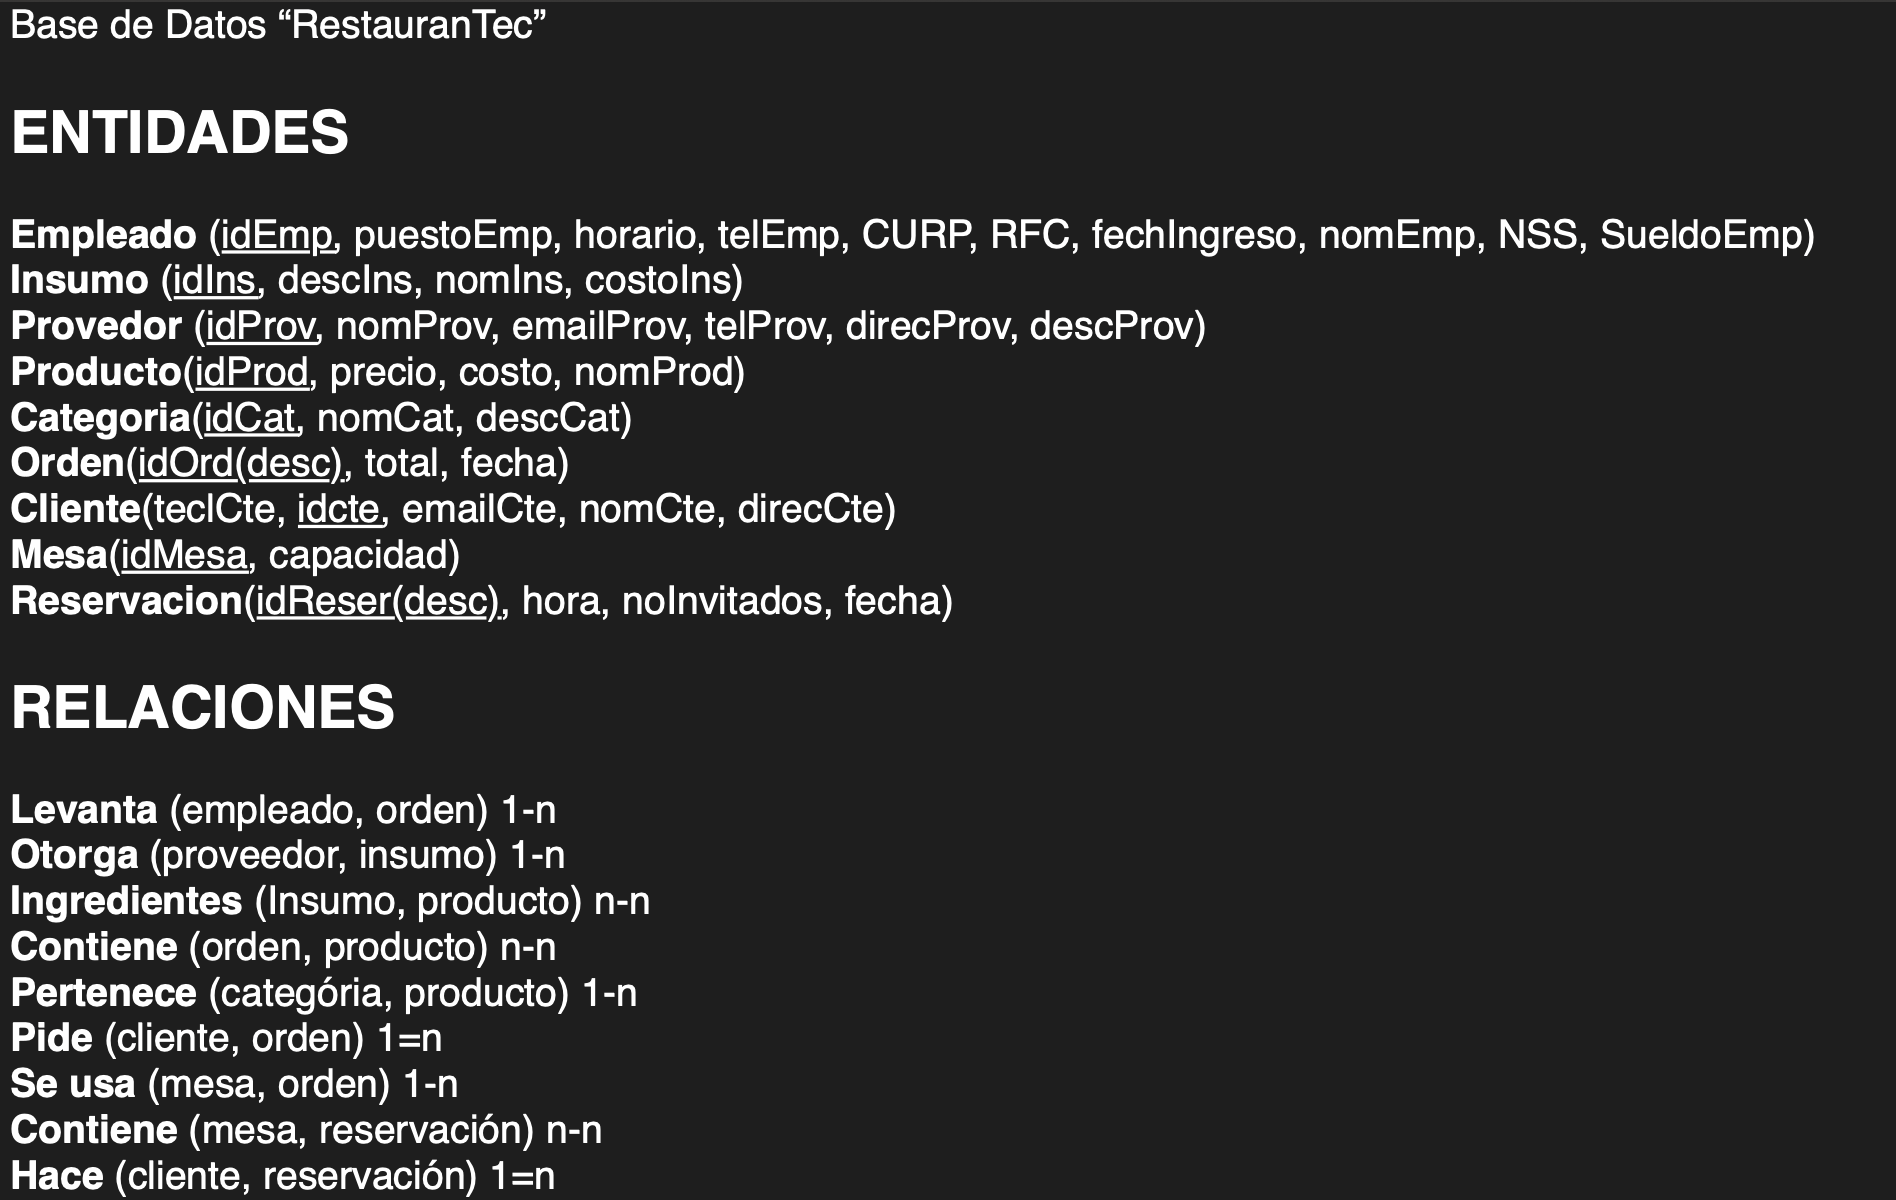 Base de Datos “RestauranTec”
ENTIDADES
Empleado (idEmp, puestoEmp, horario, telEmp, CURP, RFC, fechIngreso, nomEmp, NSS, SueldoEmp)
Insumo (idIns, descIns, nomIns, costoIns)
Provedor (idProv, nomProv, emailProv, telProv, direcProv, descProv)
Producto(idProd, precio, costo, nomProd)
Categoria(idCat, nomCat, descCat)
Orden(idOrd(desc), total, fecha)
Cliente(teclCte, idcte, emailCte, nomCte, direcCte)
Mesa(idMesa, capacidad)
Reservacion(idReser(desc), hora, noInvitados, fecha)
RELACIONES
Levanta (empleado, orden) 1-n
Otorga (proveedor, insumo) 1-n
Ingredientes (Insumo, producto) n-n
Contiene (orden, producto) n-n
Pertenece (categória, producto) 1-n
Pide (cliente, orden) 1=n
Se usa (mesa, orden) 1-n
Contiene (mesa, reservación) n-n
Hace (cliente, reservación) 1=n